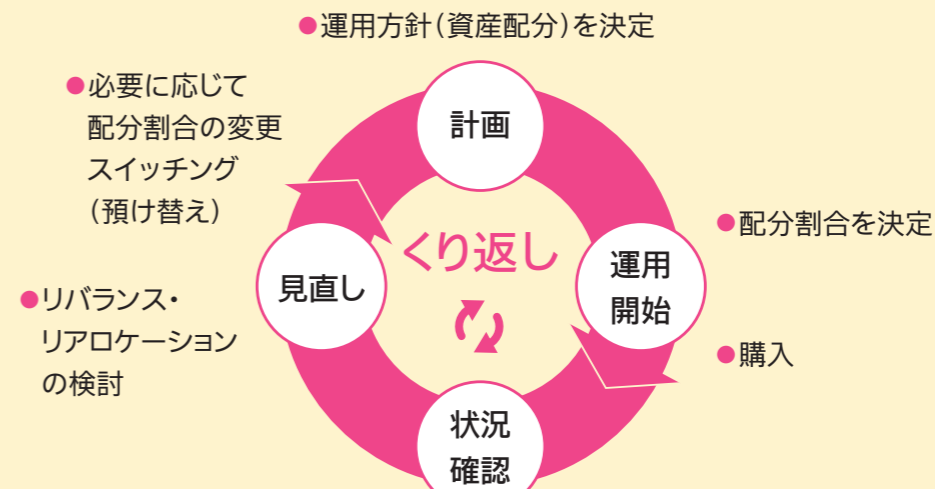 ●運用方針(資産配分)を決定
●必要に応じて
配分割合の変更
スイッチング
(預け替え)
計画
くり返し
運用
開始
●配分割合を決定
●購入
見直し
●リバランス・
リアロケーション
の検討
状況
確認